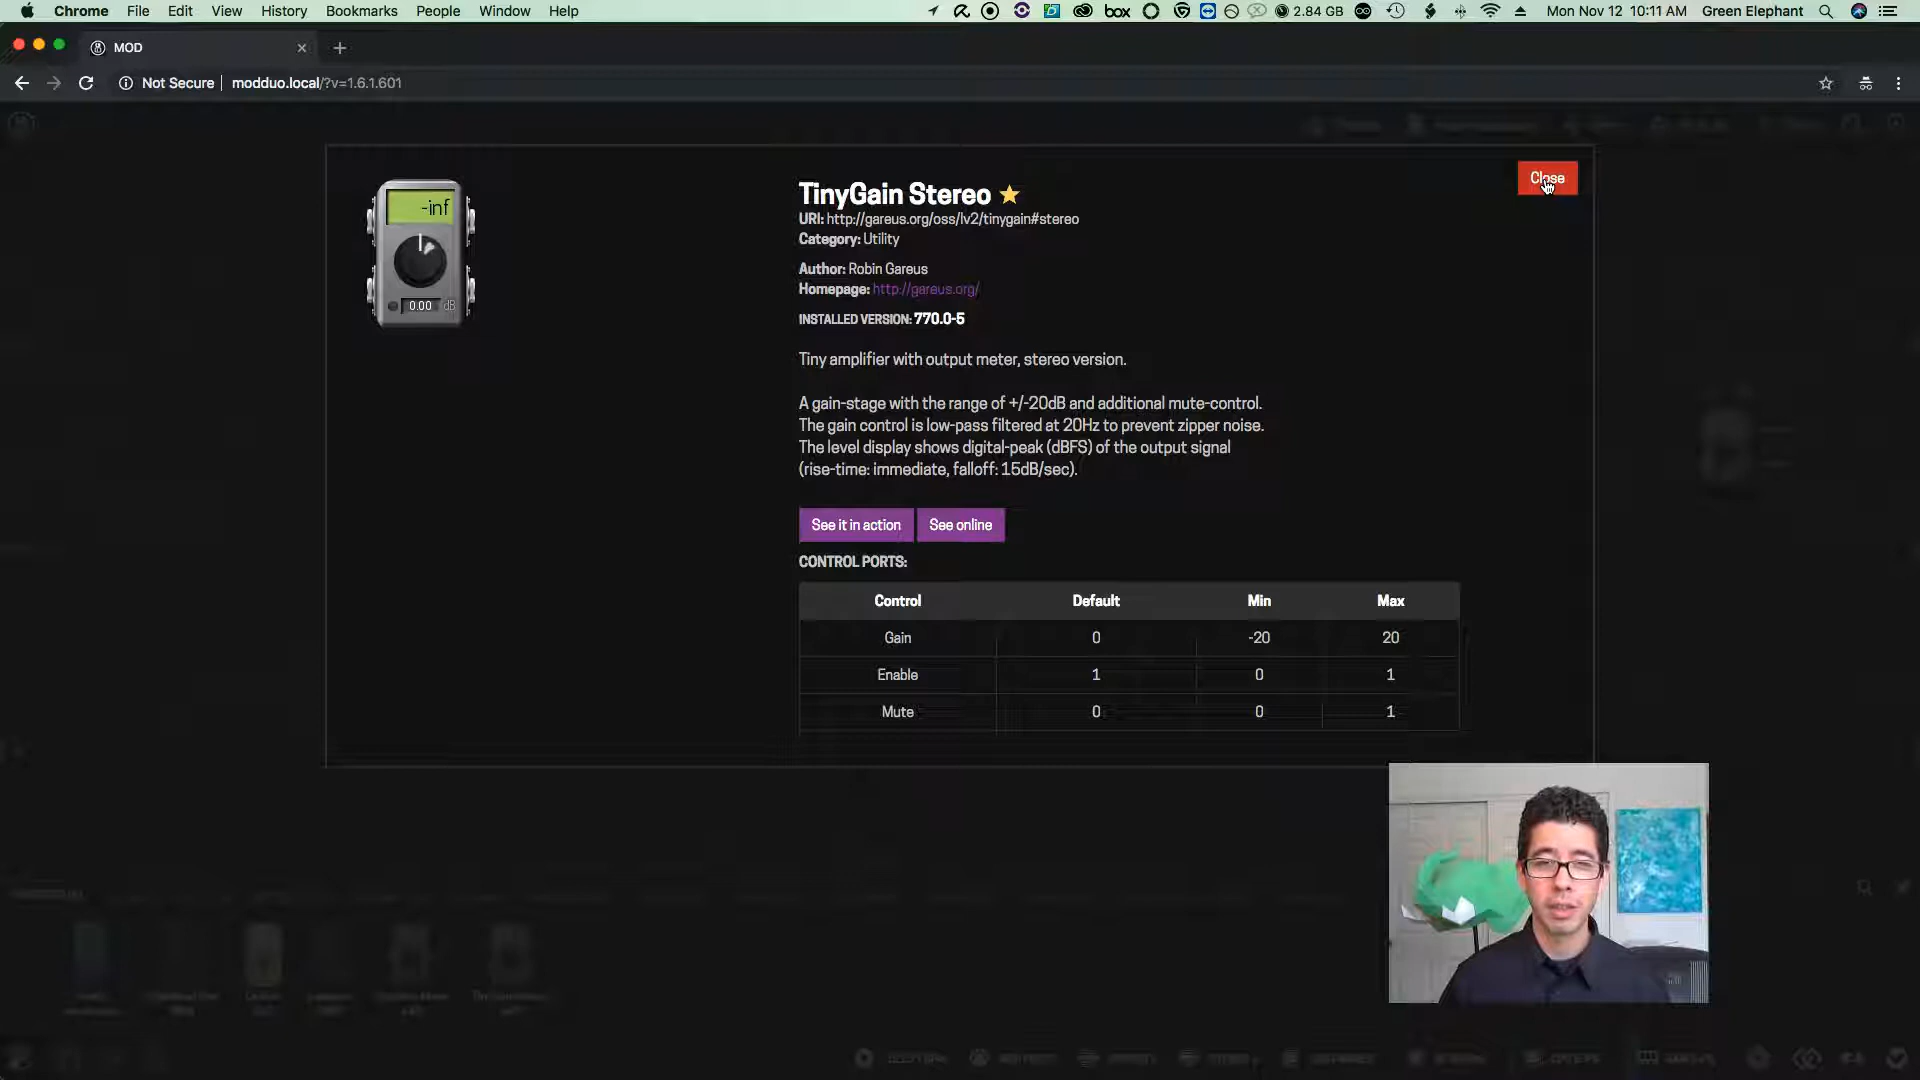 Chrome File Edit View History Bookmarks People Window Help box 2.84 GB Mon Nov 12 10:11 AM Green Elephant
MOD
Not Secure modduo.local/?v=1.6.1.601
Close
TinyGain Stereo
URI: http://gareus.org/oss/lv2/tinygain#stereo
Category: Utility
Author: Robin Gareus
Homepage: http://gareus.org/
INSTALLED VERSION: 770.0-5
-inf
0.00 dB
Tiny amplifier with output meter, stereo version.
A gain-stage with the range of +/-20dB and additional mute-control.
The gain control is low-pass filtered at 20Hz to prevent zipper noise.
The level display shows digital-peak (dBFS) of the output signal
(rise-time: immediate, falloff: 15dB/sec).
See it in action See online
CONTROL PORTS:
Control Default Min Max
Gain 0 -20 20
Enable 1 0 1
Mute 0 0 1